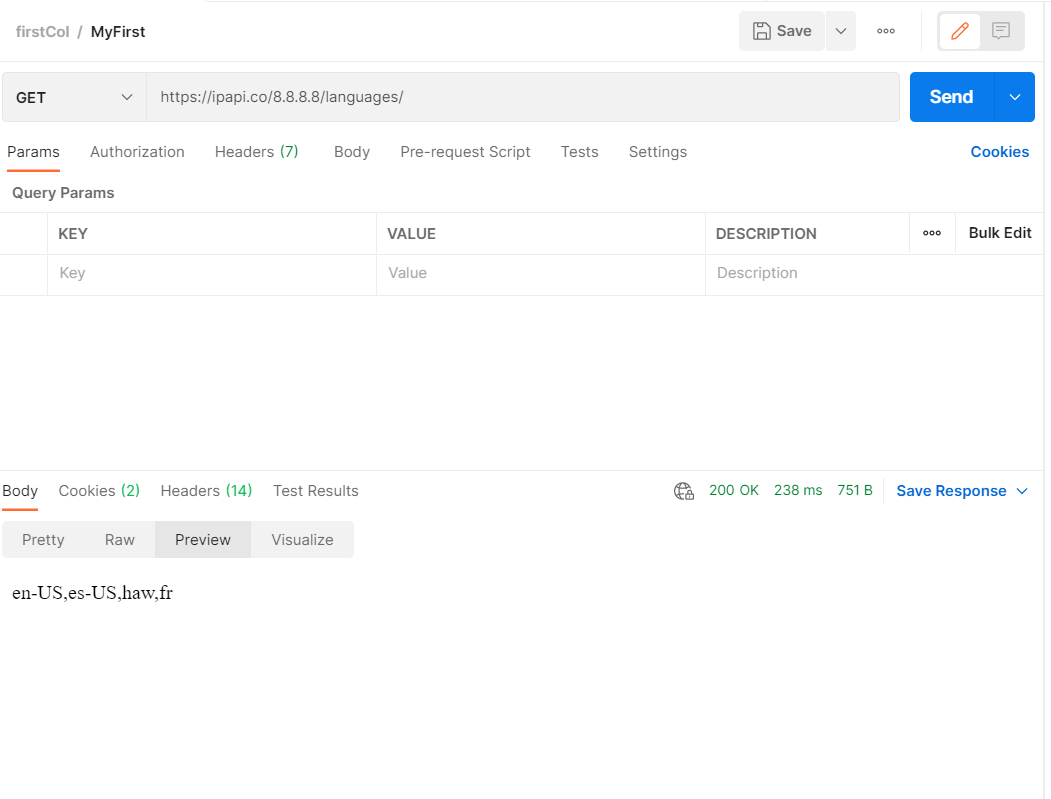 firstCol / MyFirst
Save
GET
https://ipapi.co/8.8.8.8/languages/
Send
Params Authorization Headers (7) Body Pre-request Script Tests Settings Cookies
Query Params
KEY VALUE DESCRIPTION Bulk Edit
Key Value Description
Body Cookies (2) Headers (14) Test Results 200 OK 238 ms 751 B Save Response
Pretty Raw Preview Visualize
en-US,es-US,haw,fr